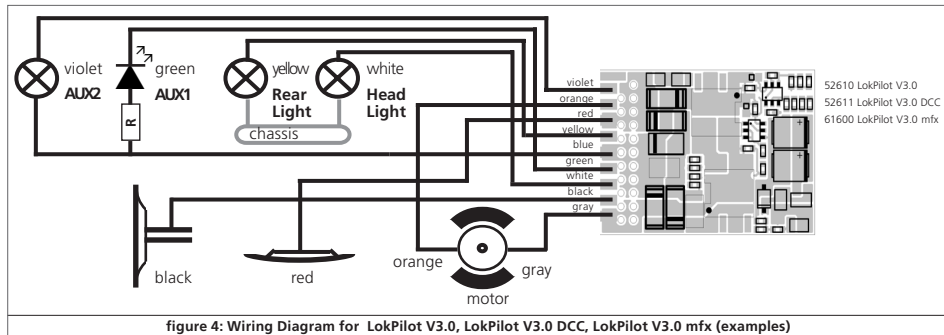 violet
AUX2
green
AUX1
R
yellow
Rear
Light
white
Head
Light
chassis
violet
orange
red
yellow
blue
green
white
black
gray
52610 LokPilot V3.0
52611 LokPilot V3.0 DCC
61600 LokPilot V3.0 mfx
black
red
orange
gray
motor
figure 4: Wiring Diagram for LokPilot V3.0, LokPilot V3.0 DCC, LokPilot V3.0 mfx (examples)